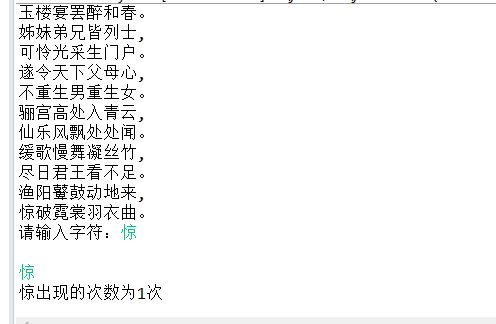 玉楼宴罢醉和春。
姊妹弟兄皆列士,
可怜光采生门户。
遂令天下父母心,
不重生男重生女。
骊宫高处入青云,
仙乐风飘处处闻。
缓歌慢舞凝丝竹,
尽日君王看不足。
渔阳鼙鼓动地来,
惊破霓裳羽衣曲。
请输入字符: 惊
惊
惊出现的次数为1次